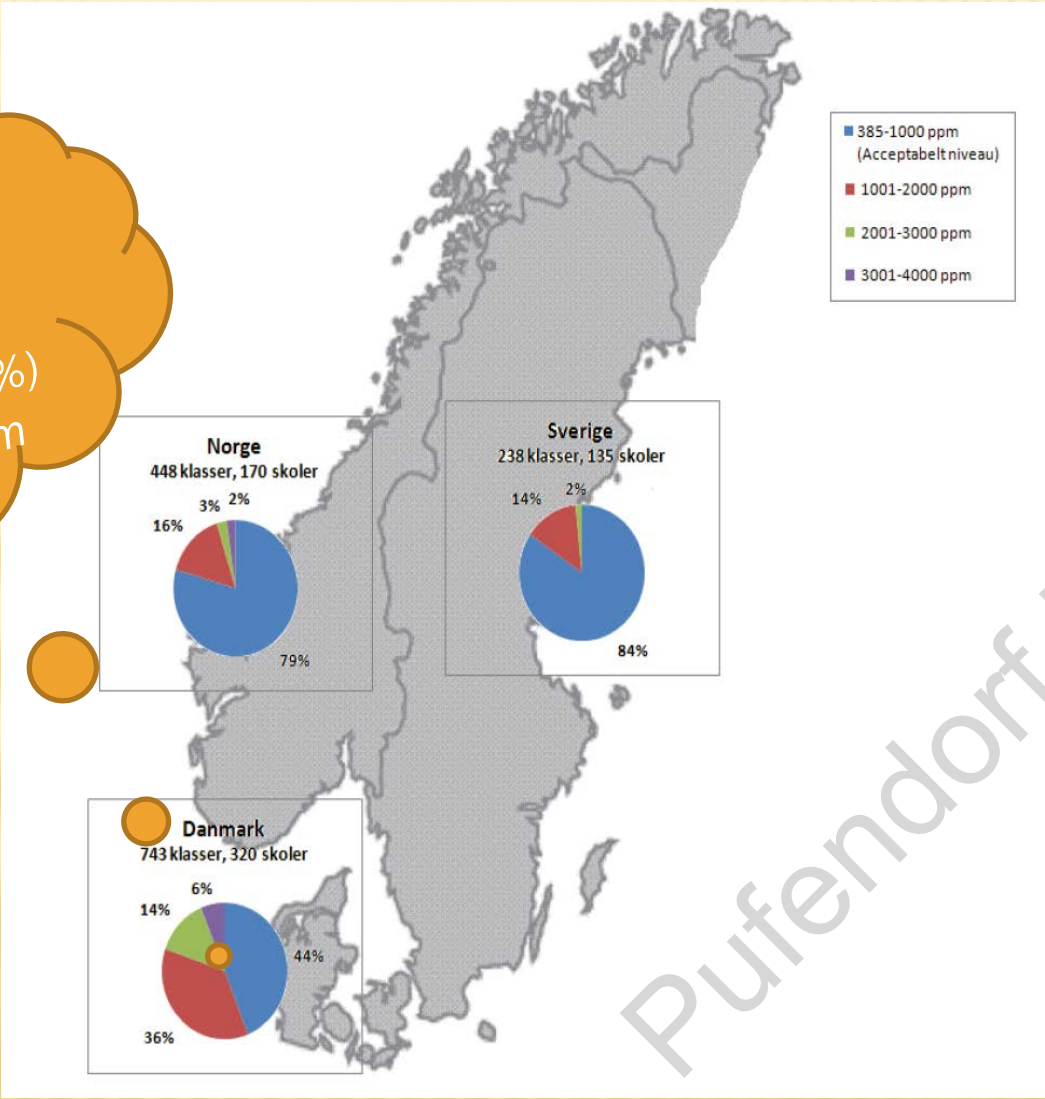 385-1000 ppm
(Acceptabelt niveau)
1001-2000 ppm
2001-3000 ppm
3001-4000 ppm
%)
Norge
448 klasser, 170 skoler
3% 2%
16%
79%
Sverige
238 klasser, 135 skoler
14% 2%
84%
Danmark
743 klasser, 320 skoler
6%
14%
44%
36%
Pufendorf